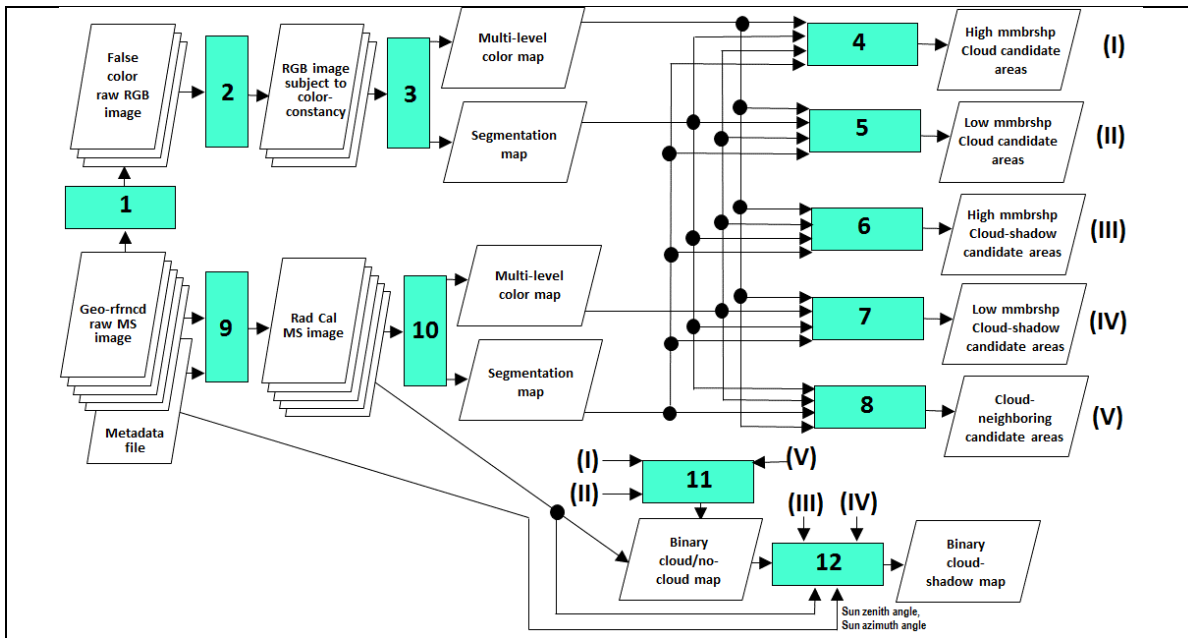 False
color
raw RGB
image
2
RGB image
subject to
color-
constancy
3
Multi-level
color map
Segmentation
map
4
High mmbrshp
Cloud candidate
areas
(I)
5
Low mmbrshp
Cloud candidate
areas
(II)
1
6
High mmbrshp
Cloud-shadow
candidate areas
(III)
Geo-rfrncd
raw MS
image
Metadata
file
9
Rad Cal
MS image
10
Multi-level
color map
Segmentation
map
7
Low mmbrshp
Cloud-shadow
candidate areas
(IV)
8
Cloud-
neighboring
candidate areas
(V)
(I)
(II)
11
(V)
(III)
(IV)
Binary
cloud/no-
cloud map
12
Binary
cloud-
shadow map
Sun zenith angle,
Sun azimuth angle